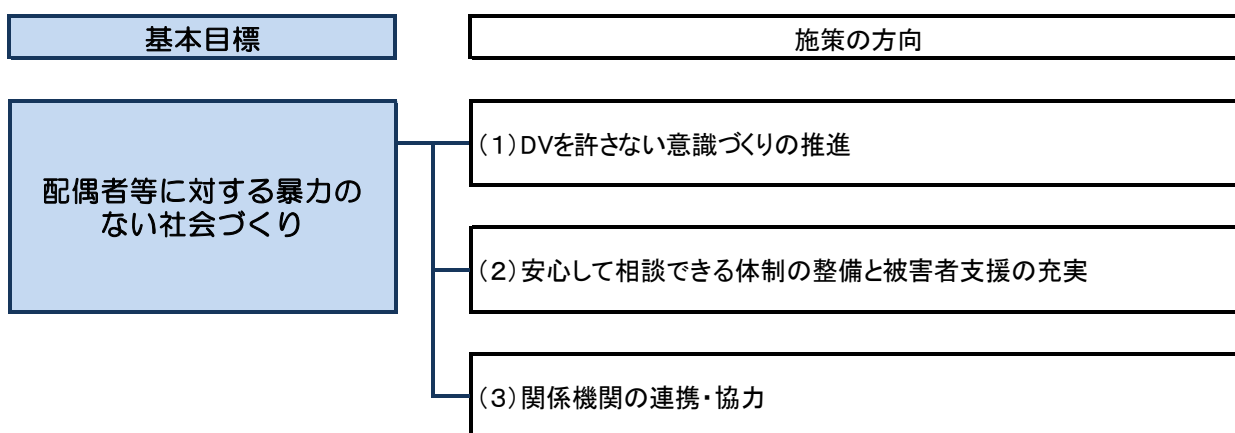 基本目標
施策の方向
配偶者等に対する暴力の
ない社会づくり
（１）DVを許さない意識づくりの推進
（２）安心して相談できる体制の整備と被害者支援の充実
（３）関係機関の連携・協力